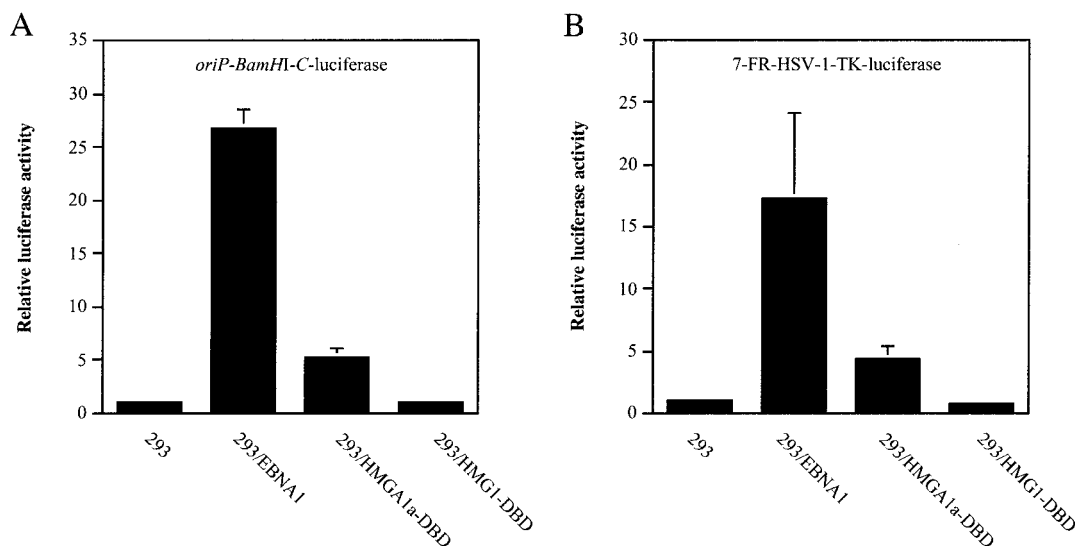 A
oriP-BamHI-C-luciferase
Relative luciferase activity
35
30
25
20
15
10
5
0
293
293/EBNA1
293/HMGA1a-DBD
293/HMG1-DBD
B
7-FR-HSV-1-TK-luciferase
Relative luciferase activity
30
25
20
15
10
5
0
293
293/EBNA1
293/HMGA1a-DBD
293/HMG1-DBD